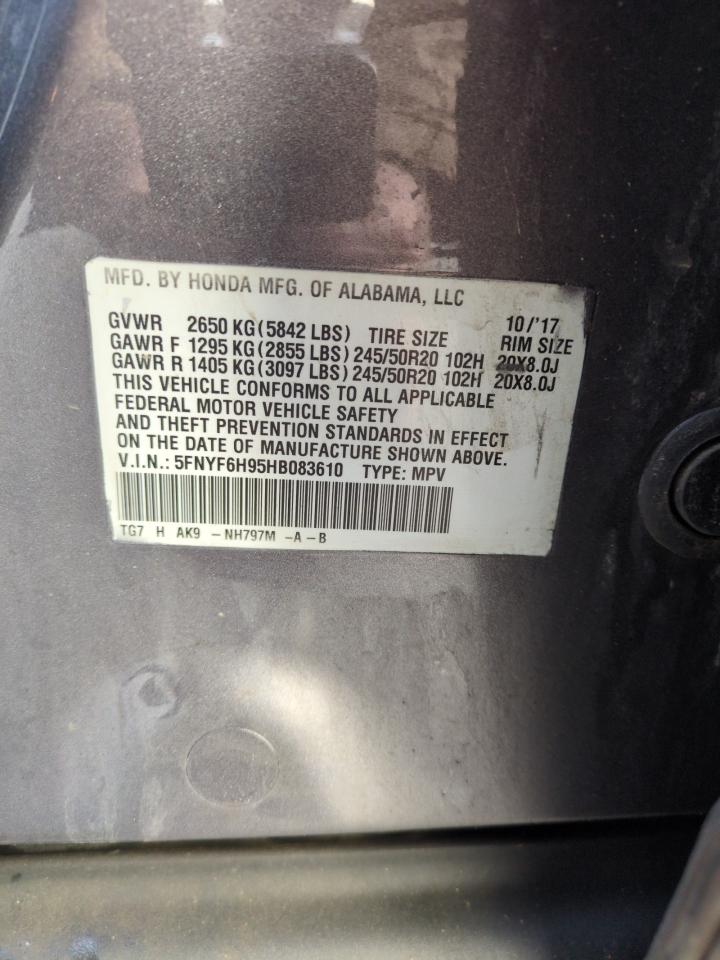 MFD. BY HONDA MFG. OF ALABAMA, LLC
10/'17
GVWR 2650 KG(5842 LBS) TIRE SIZE RIM SIZE
GAWR F 1295 KG(2855 LBS) 245/50R20 102H 20X8.0J
GAWR R 1405 KG(3097 LBS) 245/50R20 102H 20X8.0J
THIS VEHICLE CONFORMS TO ALL APPLICABLE
FEDERAL MOTOR VEHICLE SAFETY
AND THEFT PREVENTION STANDARDS IN EFFECT
ON THE DATE OF MANUFACTURE SHOWN ABOVE.
V.I.N.: 5FNYF6H95HB083610 TYPE: MPV
TG7 H AK9 -NH797M -A-B